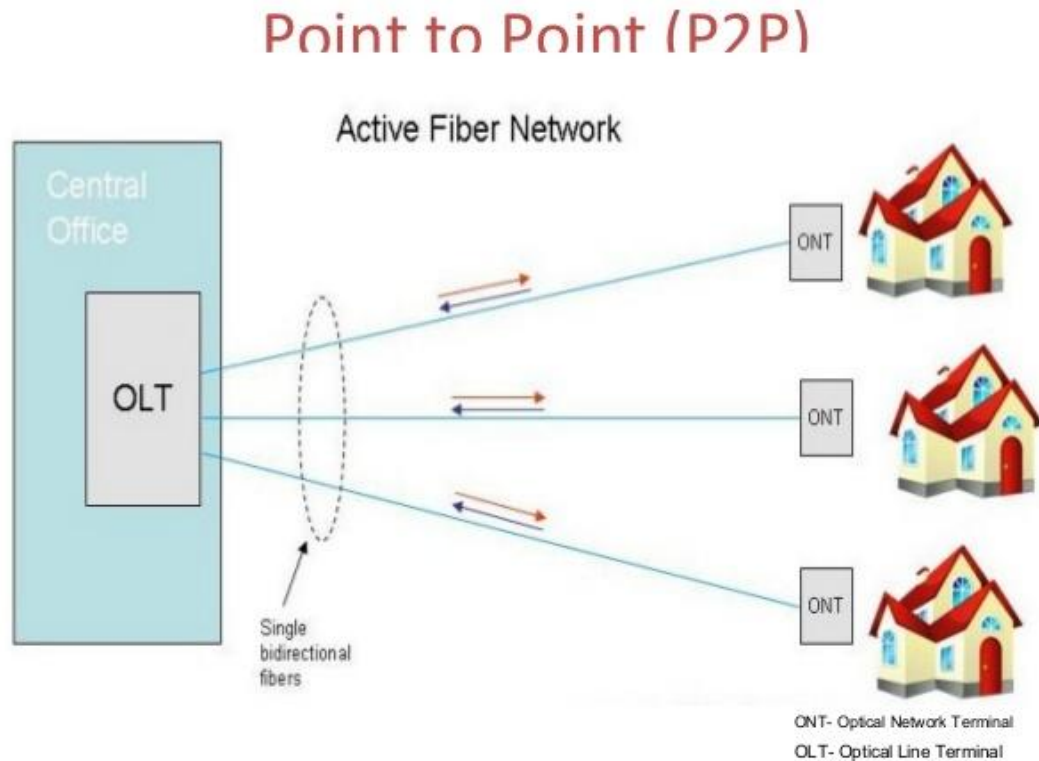 Point to Point (P2P)
Active Fiber Network
Central
Office
OLT
ONT
ONT
ONT
Single
bidirectional
fibers
ONT- Optical Network Terminal
OLT- Optical Line Terminal